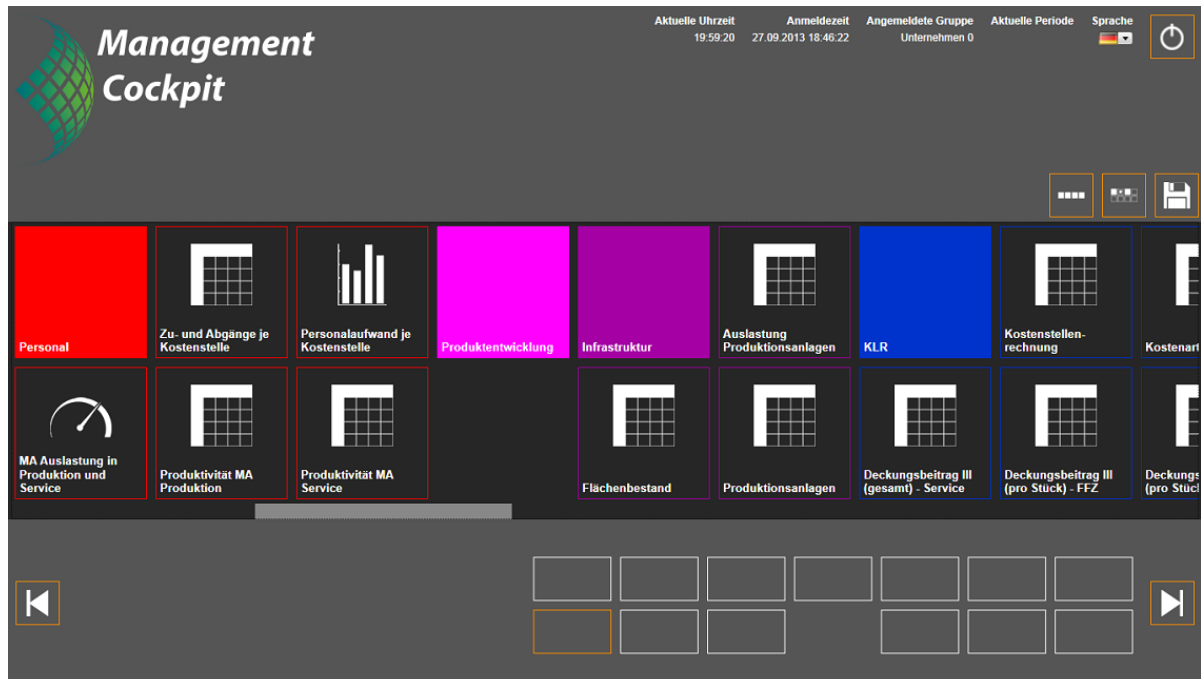 Management
Cockpit
Aktuelle Uhrzeit
19:59:20
Anmeldezeit
27.09.2013 18:46:22
Angemeldete Gruppe
Unternehmen 0
Aktuelle Periode
Sprache
Personal
Zu- und Abgänge je
Kostenstelle
Personalaufwand je
Kostenstelle
Produktentwicklung
Infrastruktur
Auslastung
Produktionsanlagen
KLR
Kostenstellen-
rechnung
Kostenart
MA Auslastung in
Produktion und
Service
Produktivität MA
Produktion
Produktivität MA
Service
Flächenbestand
Produktionsanlagen
Deckungsbeitrag III
(gesamt) - Service
Deckungsbeitrag III
(pro Stück) - FFZ
Deckungs
(pro Stück